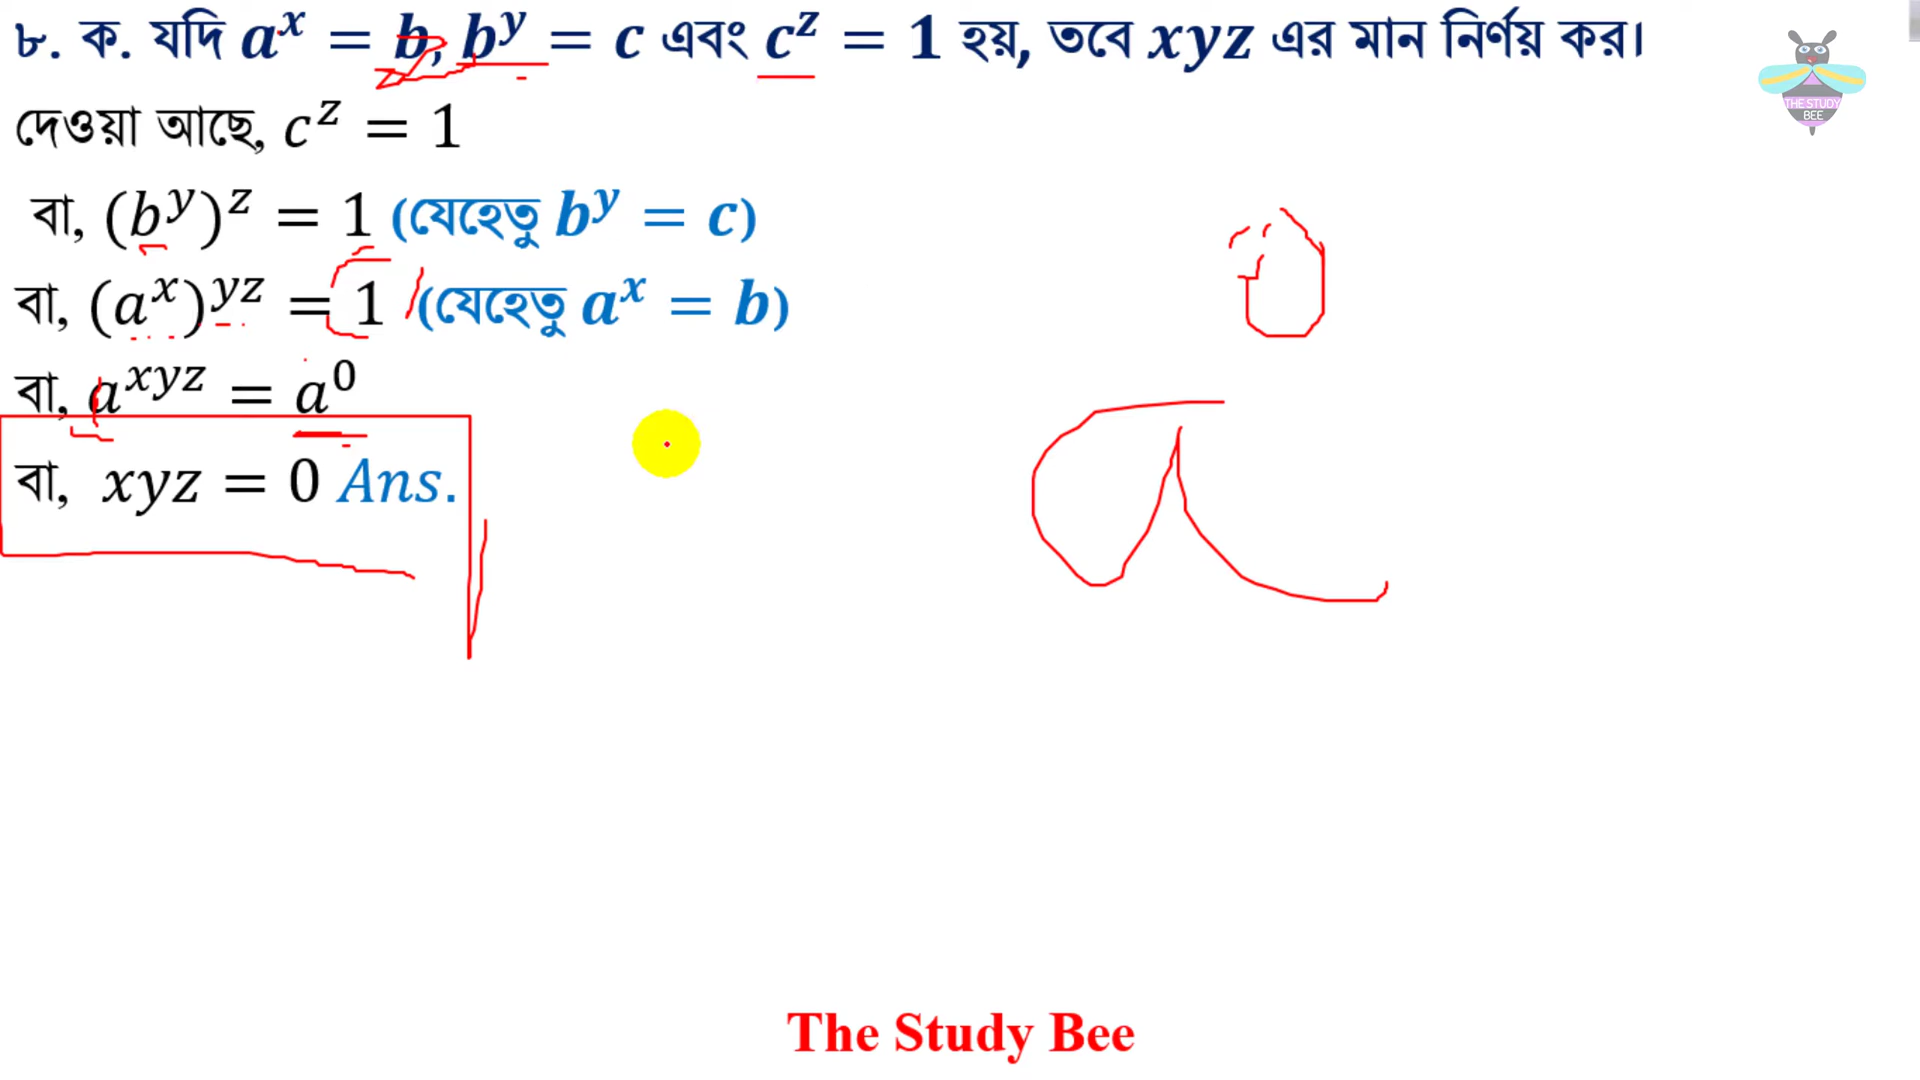 ৮. ক. যদি aˣ = b, bʸ = c এবং cᶻ = 1 হয়, তবে xyz এর মান নির্ণয় কর।
THE STUDY
BEE
দেওয়া আছে, cᶻ = 1
বা, (bʸ)ᶻ = 1 (যেহেতু bʸ = c)
বা, (aˣ)ʸᶻ = 1 (যেহেতু aˣ = b)
বা, aˣʸᶻ = a⁰
বা, xyz = 0 Ans.
a⁰
The Study Bee